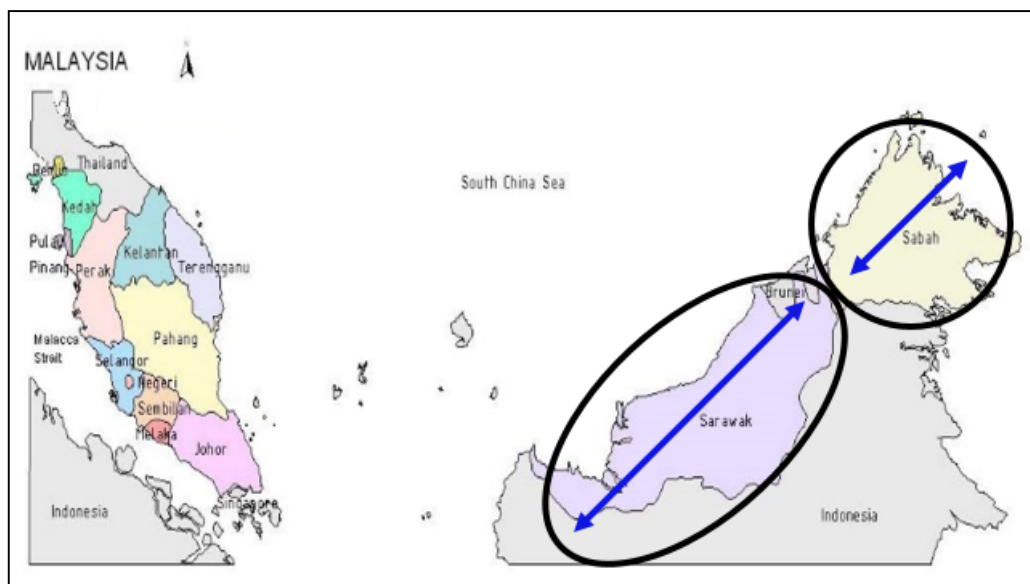 MALAYSIA
N
Thailand
Perlis
Kedah
South China Sea
Pulau
Pinang
Perak
Kelantan
Terengganu
Sabah
Brunei
Pahang
Malacca
Strait
Selangor
Negeri
Sembilan
Melaka
Johor
Sarawak
Singapore
Indonesia
Indonesia